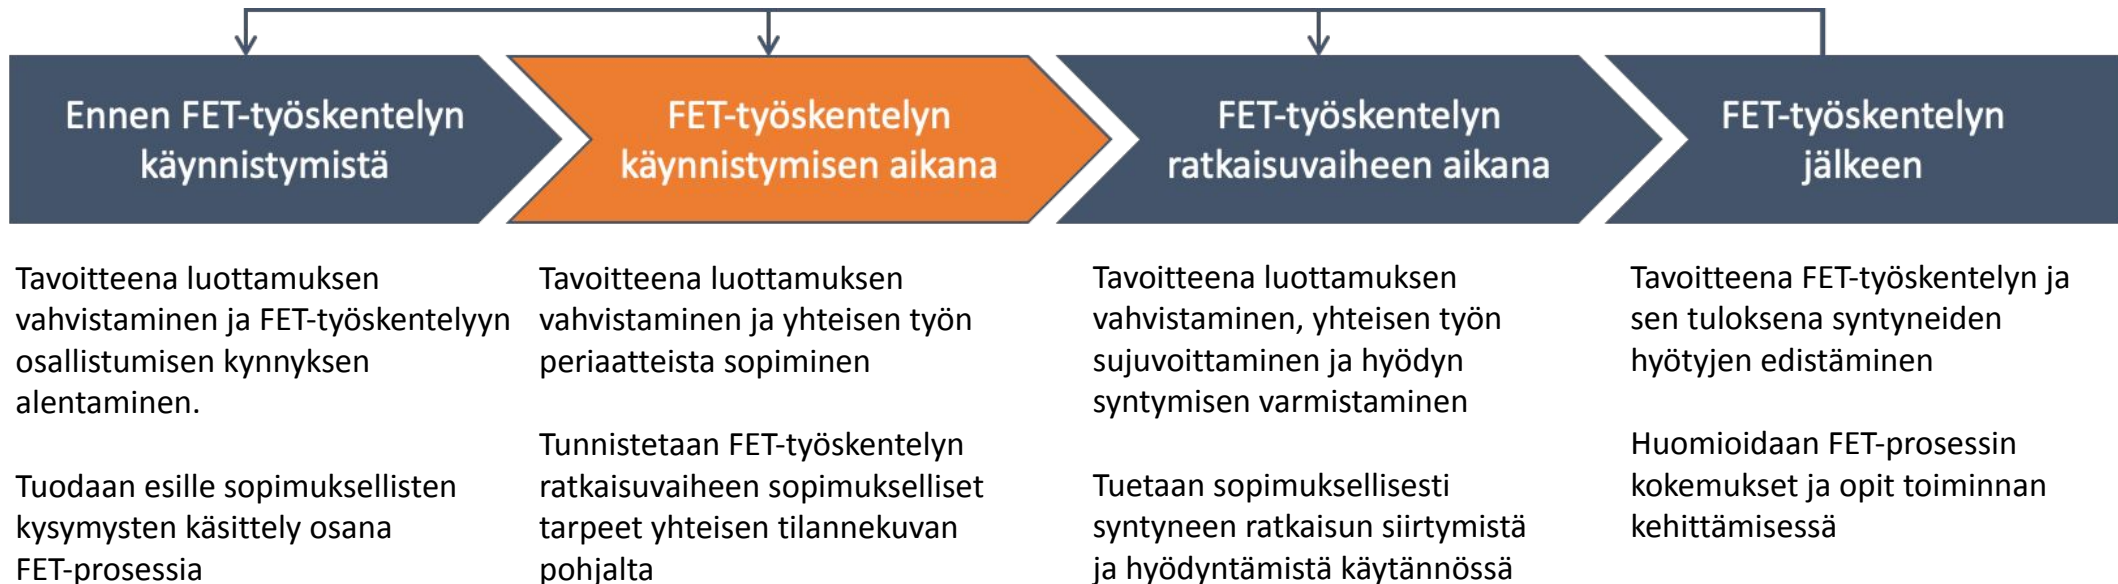 Ennen FET-työskentelyn
käynnistymistä
FET-työskentelyn
käynnistymisen aikana
FET-työskentelyn
ratkaisuvaiheen aikana
FET-työskentelyn
jälkeen
Tavoitteena luottamuksen
vahvistaminen ja FET-työskentelyyn
osallistumisen kynnyksen
alentaminen.
Tuodaan esille sopimuksellisten
kysymysten käsittely osana
FET-prosessia
Tavoitteena luottamuksen
vahvistaminen ja yhteisen työn
periaatteista sopiminen
Tunnistetaan FET-työskentelyn
ratkaisuvaiheen sopimukselliset
tarpeet yhteisen tilannekuvan
pohjalta
Tavoitteena luottamuksen
vahvistaminen, yhteisen työn
sujuvoittaminen ja hyödyn
syntymisen varmistaminen
Tuetaan sopimuksellisesti
syntyneen ratkaisun siirtymistä
ja hyödyntämistä käytännössä
Tavoitteena FET-työskentelyn ja
sen tuloksena syntyneiden
hyötyjen edistäminen
Huomioidaan FET-prosessin
kokemukset ja opit toiminnan
kehittämisessä